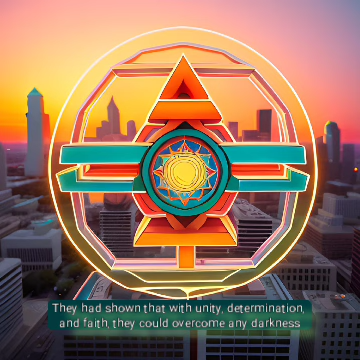 They had shown that with unity, determination,
and faith, they could overcome any darkness